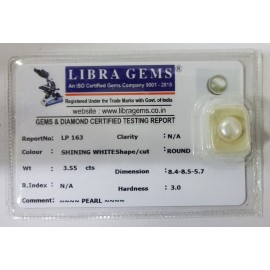 LIBRA GEMS®
An ISO Certified Gems Company 9001 - 2015
Registered Under the Trade Mark with Govt. of India
website : www.libragems.co.in
GEMS & DIAMOND CERTIFIED TESTING REPORT
ReportNo: LP 163 Clarity : N/A
Colour : SHINING WHITE Shape/cut : ROUND
Wt : 3.55 cts Dimension : 8.4-8.5-5.7
R.Index : N/A Hardness : 3.0
Comment : ~~~~ PEARL ~~~~